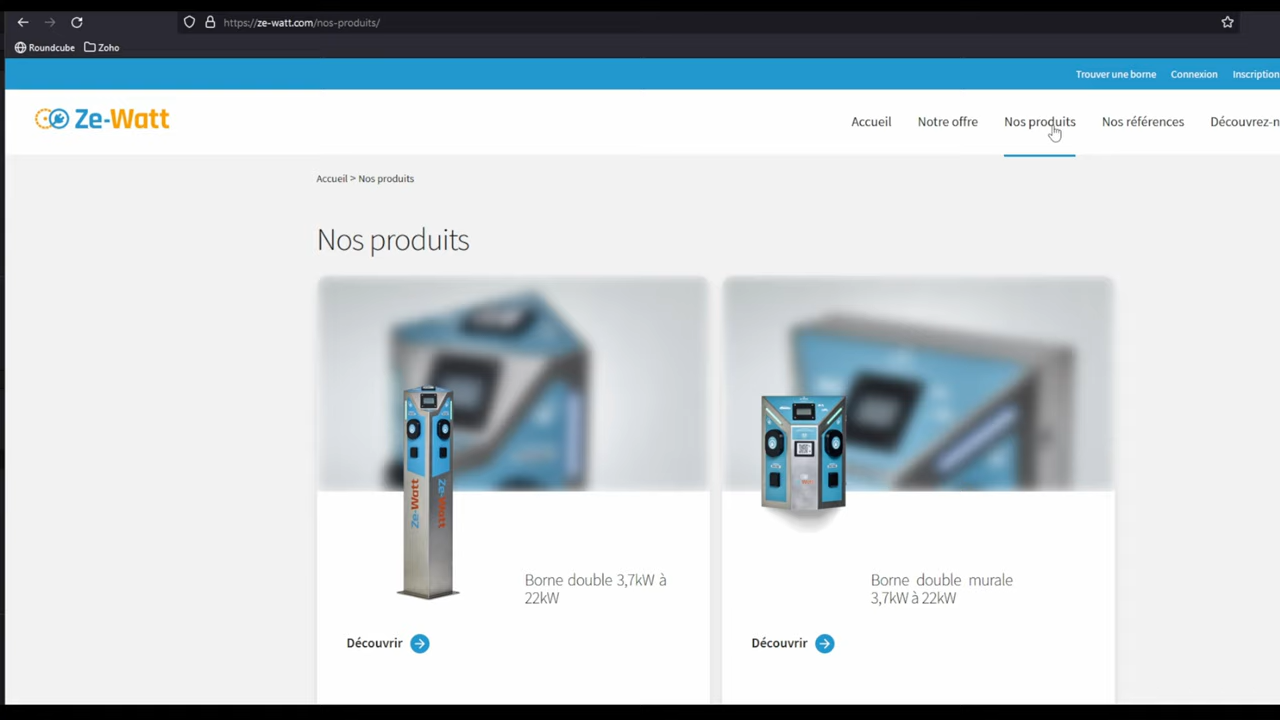 https://ze-watt.com/nos-produits/
Roundcube Zoho
Trouver une borne Connexion Inscription
Ze-Watt
Accueil Notre offre Nos produits Nos références Découvrez-n
Accueil > Nos produits
Nos produits
Ze-Watt
Ze-Watt
Borne double 3,7kW à
22kW
Borne double murale
3,7kW à 22kW
Découvrir
Découvrir